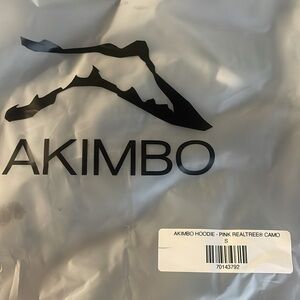 AKIMBO
AKIMBO HOODIE - PINK REALTREE® CAMO
S
70143792